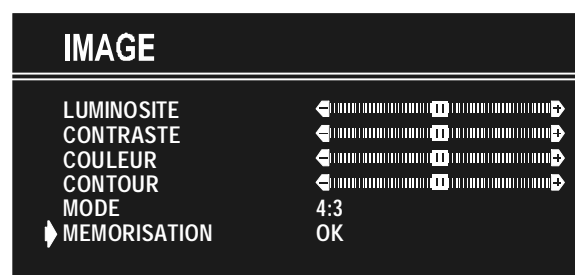 IMAGE
LUMINOSITE
CONTRASTE
COULEUR
CONTOUR
MODE 4:3
MEMORISATION OK